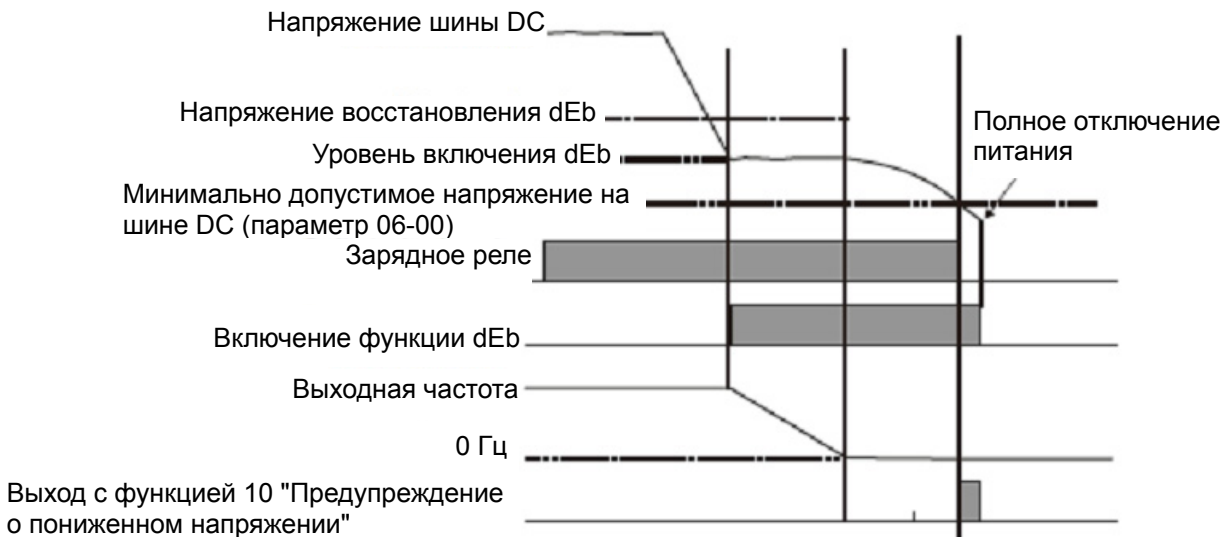 Напряжение шины DC
Напряжение восстановления dEb
Полное отключение
питания
Уровень включения dEb
Минимально допустимое напряжение на
шине DC (параметр 06-00)
Зарядное реле
Включение функции dEb
Выходная частота
0 Гц
Выход с функцией 10 "Предупреждение
о пониженном напряжении"